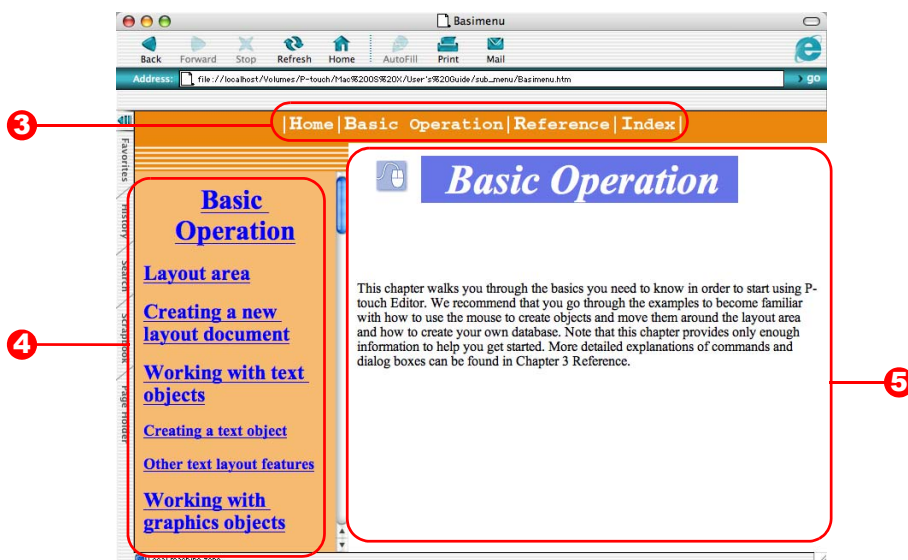 Basimenu
Back Forward Stop Refresh Home AutoFill Print Mail
Address: file://localhost/Volumes/P-touch/Mac%20OS%20X/User's%20Guide/sub_menu/Basimenu.htm go
3
|Home|Basic Operation|Reference|Index|
Favorites
History
Search
Scrapbook
Page Holder
4
Basic
Operation
Layout area
Creating a new
layout document
Working with text
objects
Creating a text object
Other text layout features
Working with
graphics objects
5
Basic Operation
This chapter walks you through the basics you need to know in order to start using P-
touch Editor. We recommend that you go through the examples to become familiar
with how to use the mouse to create objects and move them around the layout area
and how to create your own database. Note that this chapter provides only enough
information to help you get started. More detailed explanations of commands and
dialog boxes can be found in Chapter 3 Reference.
Local machine zone